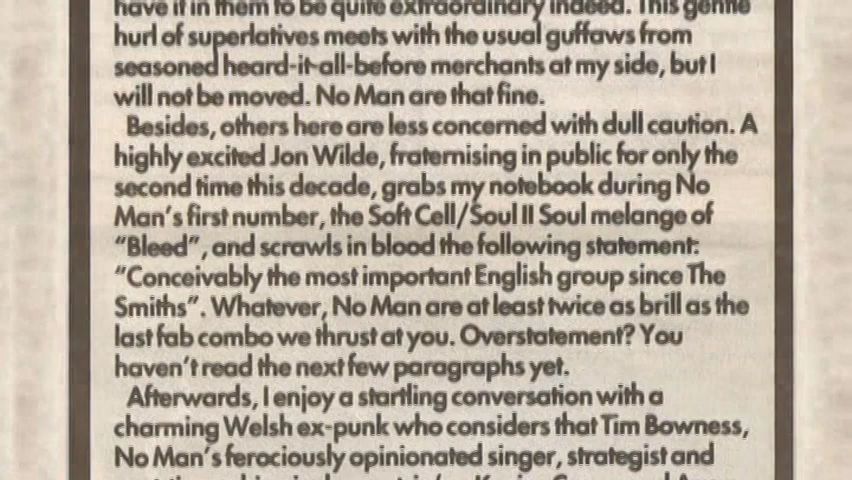 have it in them to be quite extraordinary indeed. This gentle
hurl of superlatives meets with the usual guffaws from
seasoned heard-it-all-before merchants at my side, but I
will not be moved. No Man are that fine.
Besides, others here are less concerned with dull caution. A
highly excited Jon Wilde, fraternising in public for only the
second time this decade, grabs my notebook during No
Man's first number, the Soft Cell/Soul II Soul melange of
"Bleed", and scrawls in blood the following statement:
"Conceivably the most important English group since The
Smiths". Whatever, No Man are at least twice as brill as the
last fab combo we thrust at you. Overstatement? You
haven't read the next few paragraphs yet.
Afterwards, I enjoy a startling conversation with a
charming Welsh ex-punk who considers that Tim Bowness,
No Man's ferociously opinionated singer, strategist and